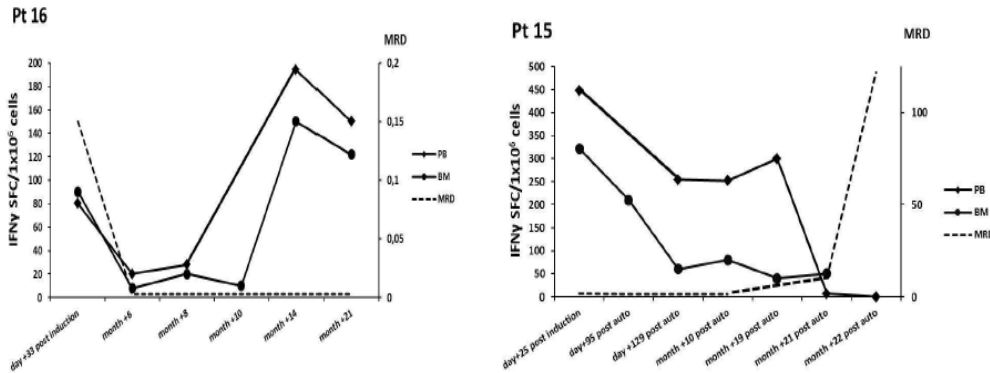 Pt 16
MRD
IFNγ SFC/1x10⁶ cells
200
180
160
140
120
100
80
60
40
20
0
0,2
0,15
0,1
0,05
0
PB
BM
MRD
day+33 post induction
month +6
month +8
month +10
month +14
month +21
Pt 15
MRD
IFNγ SFC/1x10⁶ cells
500
450
400
350
300
250
200
150
100
50
0
100
50
0
PB
BM
MRD
day+25 post induction
day+95 post auto
day+129 post auto
month +10 post auto
month +19 post auto
month +21 post auto
month +22 post auto